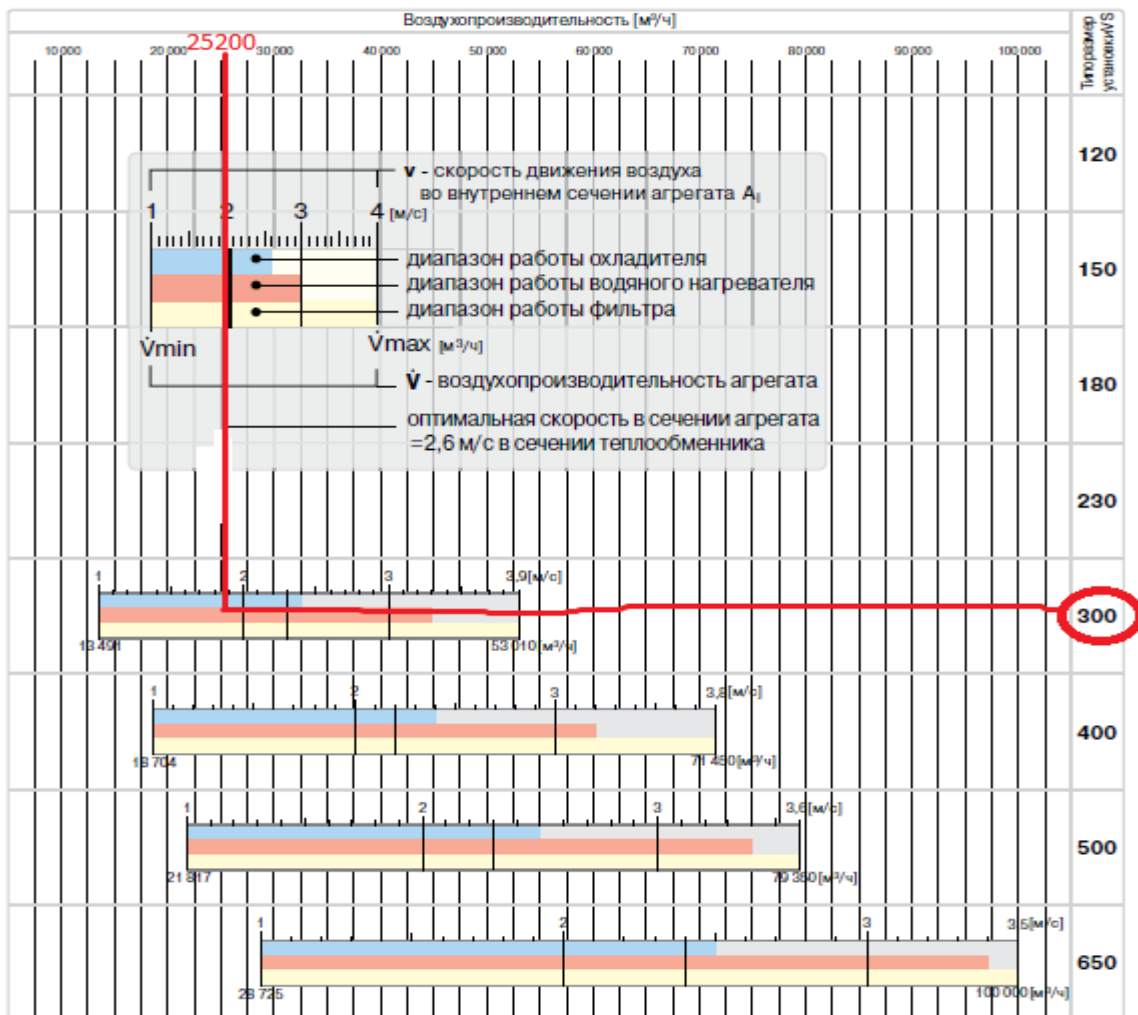 Воздухопроизводительность [м³/ч]
Типоразмер
установкиVS
10 000 20 000 25200 30 000 40 000 50 000 60 000 70 000 80 000 90 000 100 000
120
v - скорость движения воздуха
во внутреннем сечении агрегата A||
1 2 3 4 [м/с]
150
диапазон работы охладителя
диапазон работы водяного нагревателя
диапазон работы фильтра
V̇min V̇max [м³/ч]
V̇ - воздухопроизводительность агрегата
180
оптимальная скорость в сечении агрегата
=2,6 м/с в сечении теплообменника
230
1 2 3 3,9[м/с]
300
13 491 53 010[м³/ч]
1 2 3 3,8[м/с]
400
18 704 71 450[м³/ч]
1 2 3 3,6[м/с]
500
21 817 79 350[м³/ч]
1 2 3 3,5[м/с]
650
28 725 100 000[м³/ч]